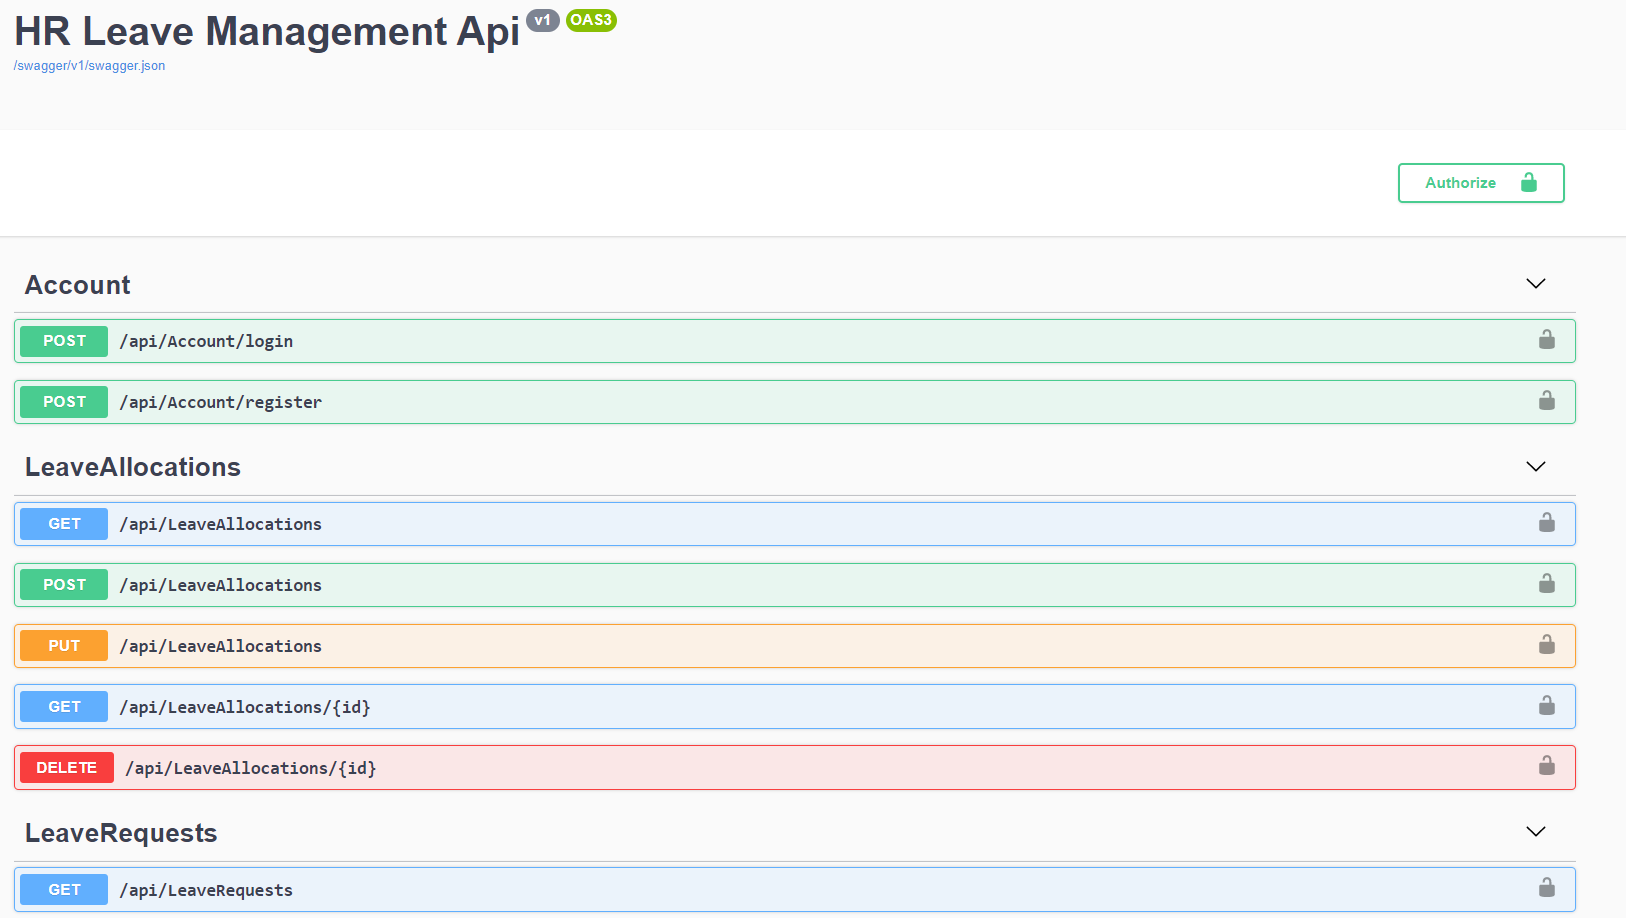 HR Leave Management Api v1 OAS3
/swagger/v1/swagger.json
Authorize
Account
POST /api/Account/login
POST /api/Account/register
LeaveAllocations
GET /api/LeaveAllocations
POST /api/LeaveAllocations
PUT /api/LeaveAllocations
GET /api/LeaveAllocations/{id}
DELETE /api/LeaveAllocations/{id}
LeaveRequests
GET /api/LeaveRequests